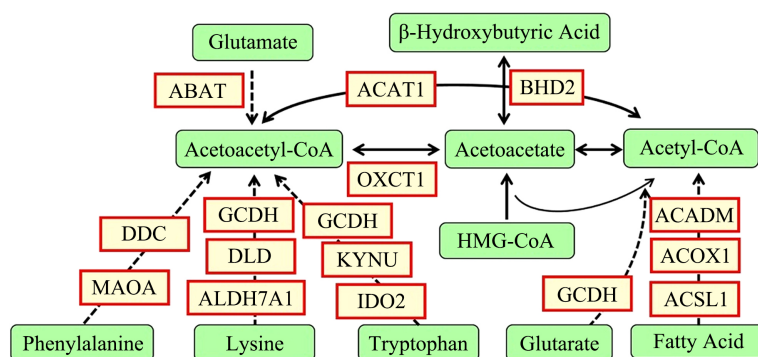 β-Hydroxybutyric Acid
Glutamate
ABAT
ACAT1
BHD2
Acetoacetyl-CoA
Acetoacetate
Acetyl-CoA
OXCT1
GCDH
GCDH
ACADM
DDC
HMG-CoA
DLD
KYNU
ACOX1
MAOA
ALDH7A1
IDO2
GCDH
ACSL1
Phenylalanine
Lysine
Tryptophan
Glutarate
Fatty Acid